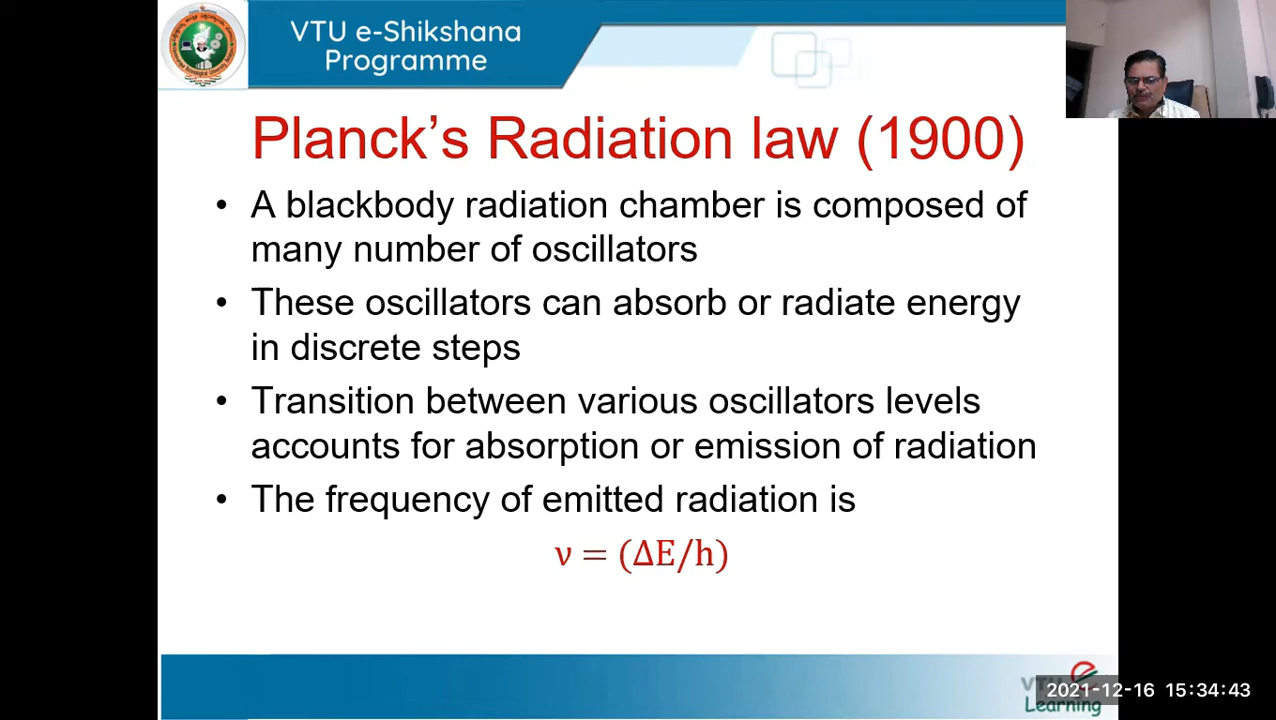 VTU e-Shikshana
Programme
Planck's Radiation law (1900)
• A blackbody radiation chamber is composed of
many number of oscillators
• These oscillators can absorb or radiate energy
in discrete steps
• Transition between various oscillators levels
accounts for absorption or emission of radiation
• The frequency of emitted radiation is
ν = (ΔE/h)
VTU e
Learning
2021-12-16 15:34:43